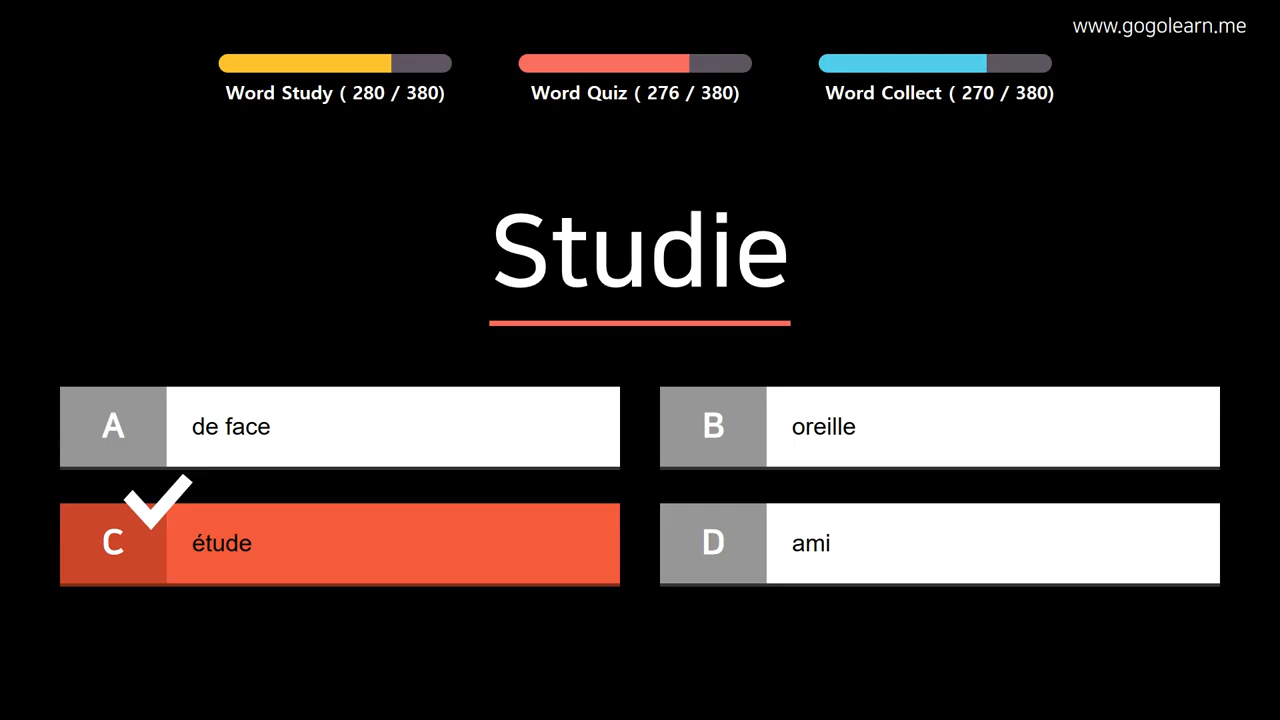 www.gogolearn.me
Word Study ( 280 / 380)
Word Quiz ( 276 / 380)
Word Collect ( 270 / 380)
Studie
A
de face
B
oreille
C
étude
D
ami